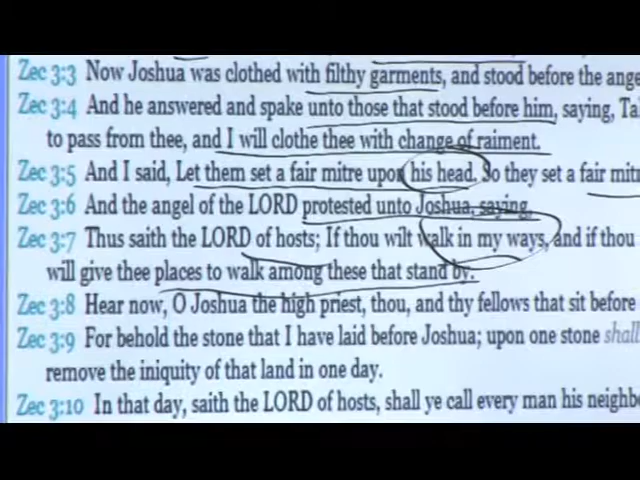 Zec 3:3 Now Joshua was clothed with filthy garments, and stood before the ange
Zec 3:4 And he answered and spake unto those that stood before him, saying, Ta
to pass from thee, and I will clothe thee with change of raiment.
Zec 3:5 And I said, Let them set a fair mitre upon his head. So they set a fair mitr
Zec 3:6 And the angel of the LORD protested unto Joshua, saying,
Zec 3:7 Thus saith the LORD of hosts; If thou wilt walk in my ways, and if thou
will give thee places to walk among these that stand by.
Zec 3:8 Hear now, O Joshua the high priest, thou, and thy fellows that sit before
Zec 3:9 For behold the stone that I have laid before Joshua; upon one stone shall
remove the iniquity of that land in one day.
Zec 3:10 In that day, saith the LORD of hosts, shall ye call every man his neighb